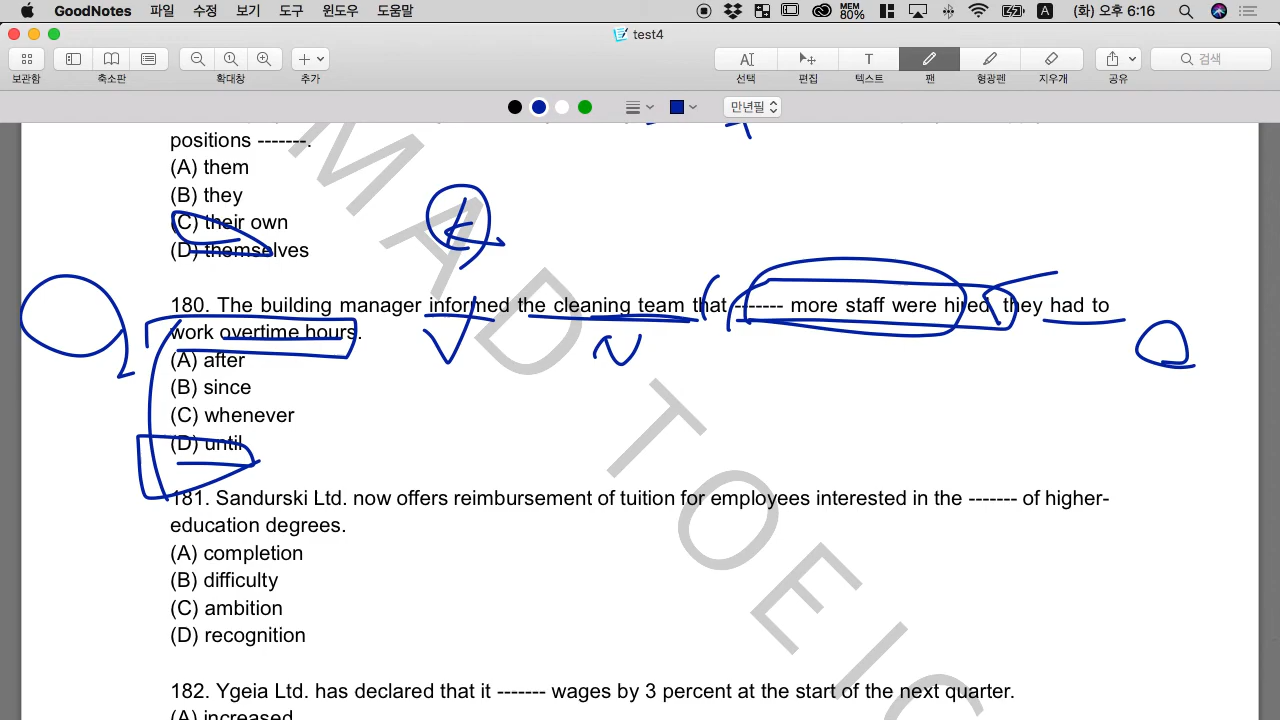 GoodNotes 파일 수정 보기 도구 윈도우 도움말 MEM 80% A (화) 오후 6:16
test4
보관함 축소판 확대창 추가 선택 편집 텍스트 펜 형광펜 지우개 공유 검색
만년필
positions -------.
(A) them
(B) they
(C) their own
(D) themselves
180. The building manager informed the cleaning team that ------- more staff were hired, they had to
work overtime hours.
(A) after
(B) since
(C) whenever
(D) until
181. Sandurski Ltd. now offers reimbursement of tuition for employees interested in the ------- of higher-
education degrees.
(A) completion
(B) difficulty
(C) ambition
(D) recognition
182. Ygeia Ltd. has declared that it ------- wages by 3 percent at the start of the next quarter.
(A) increased
MAD TOEIC
V
N